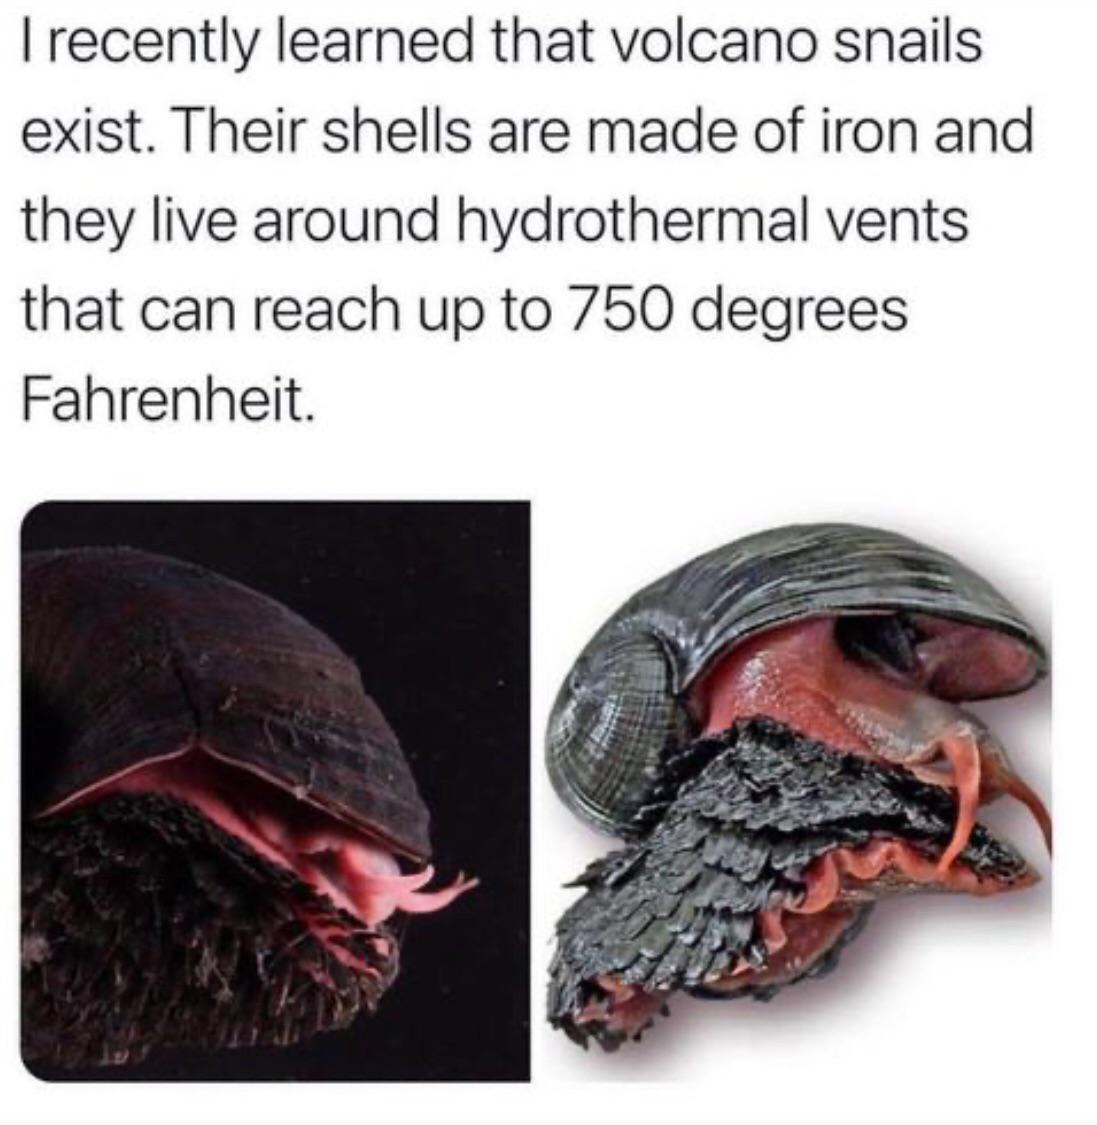 I recently learned that volcano snails
exist. Their shells are made of iron and
they live around hydrothermal vents
that can reach up to 750 degrees
Fahrenheit.